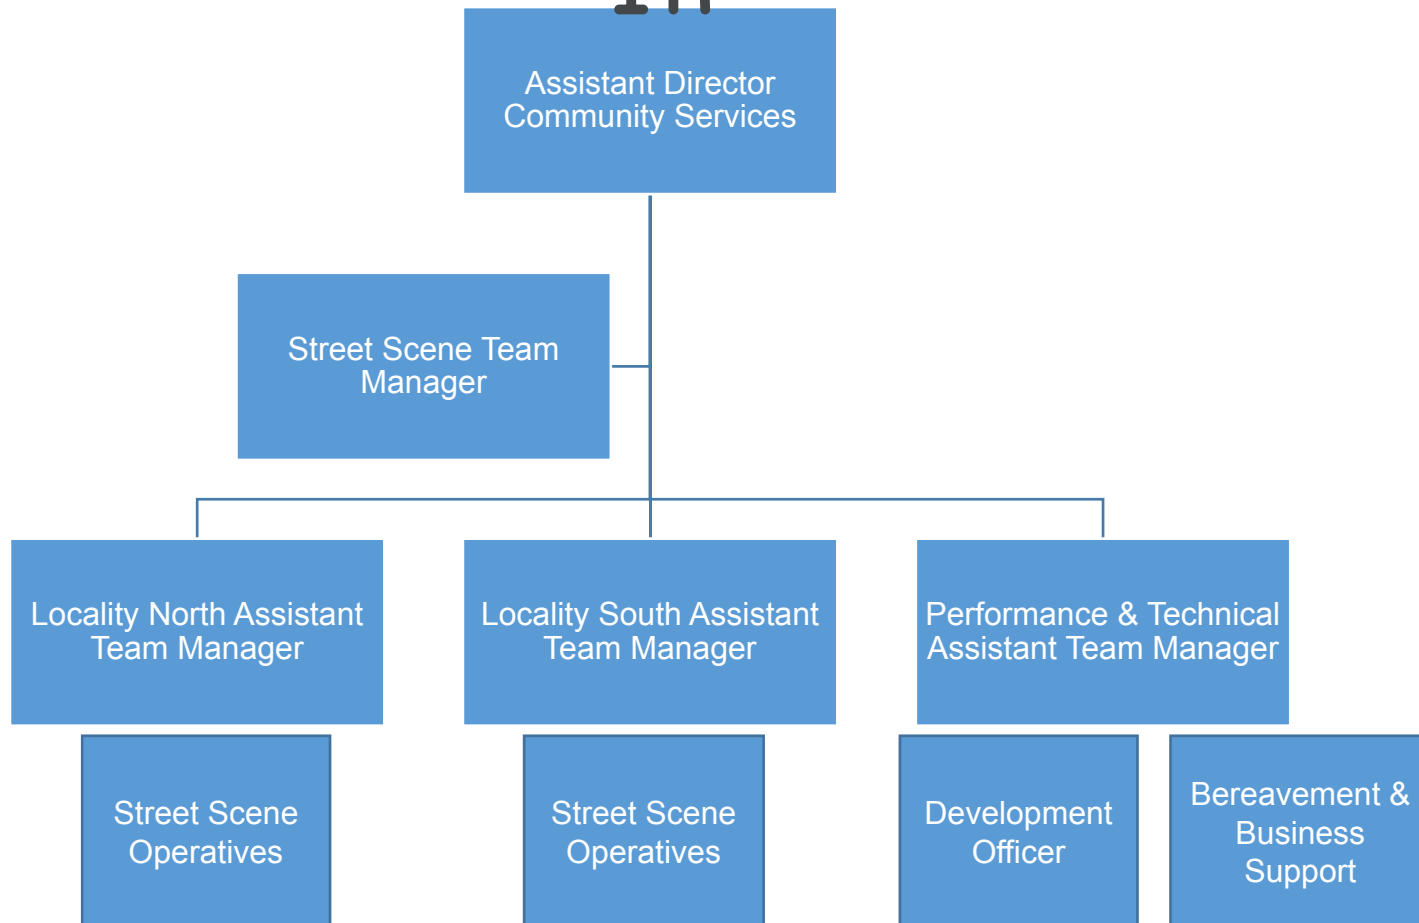 Assistant Director
Community Services
Street Scene Team
Manager
Locality North Assistant
Team Manager
Locality South Assistant
Team Manager
Performance & Technical
Assistant Team Manager
Street Scene
Operatives
Street Scene
Operatives
Development
Officer
Bereavement &
Business
Support